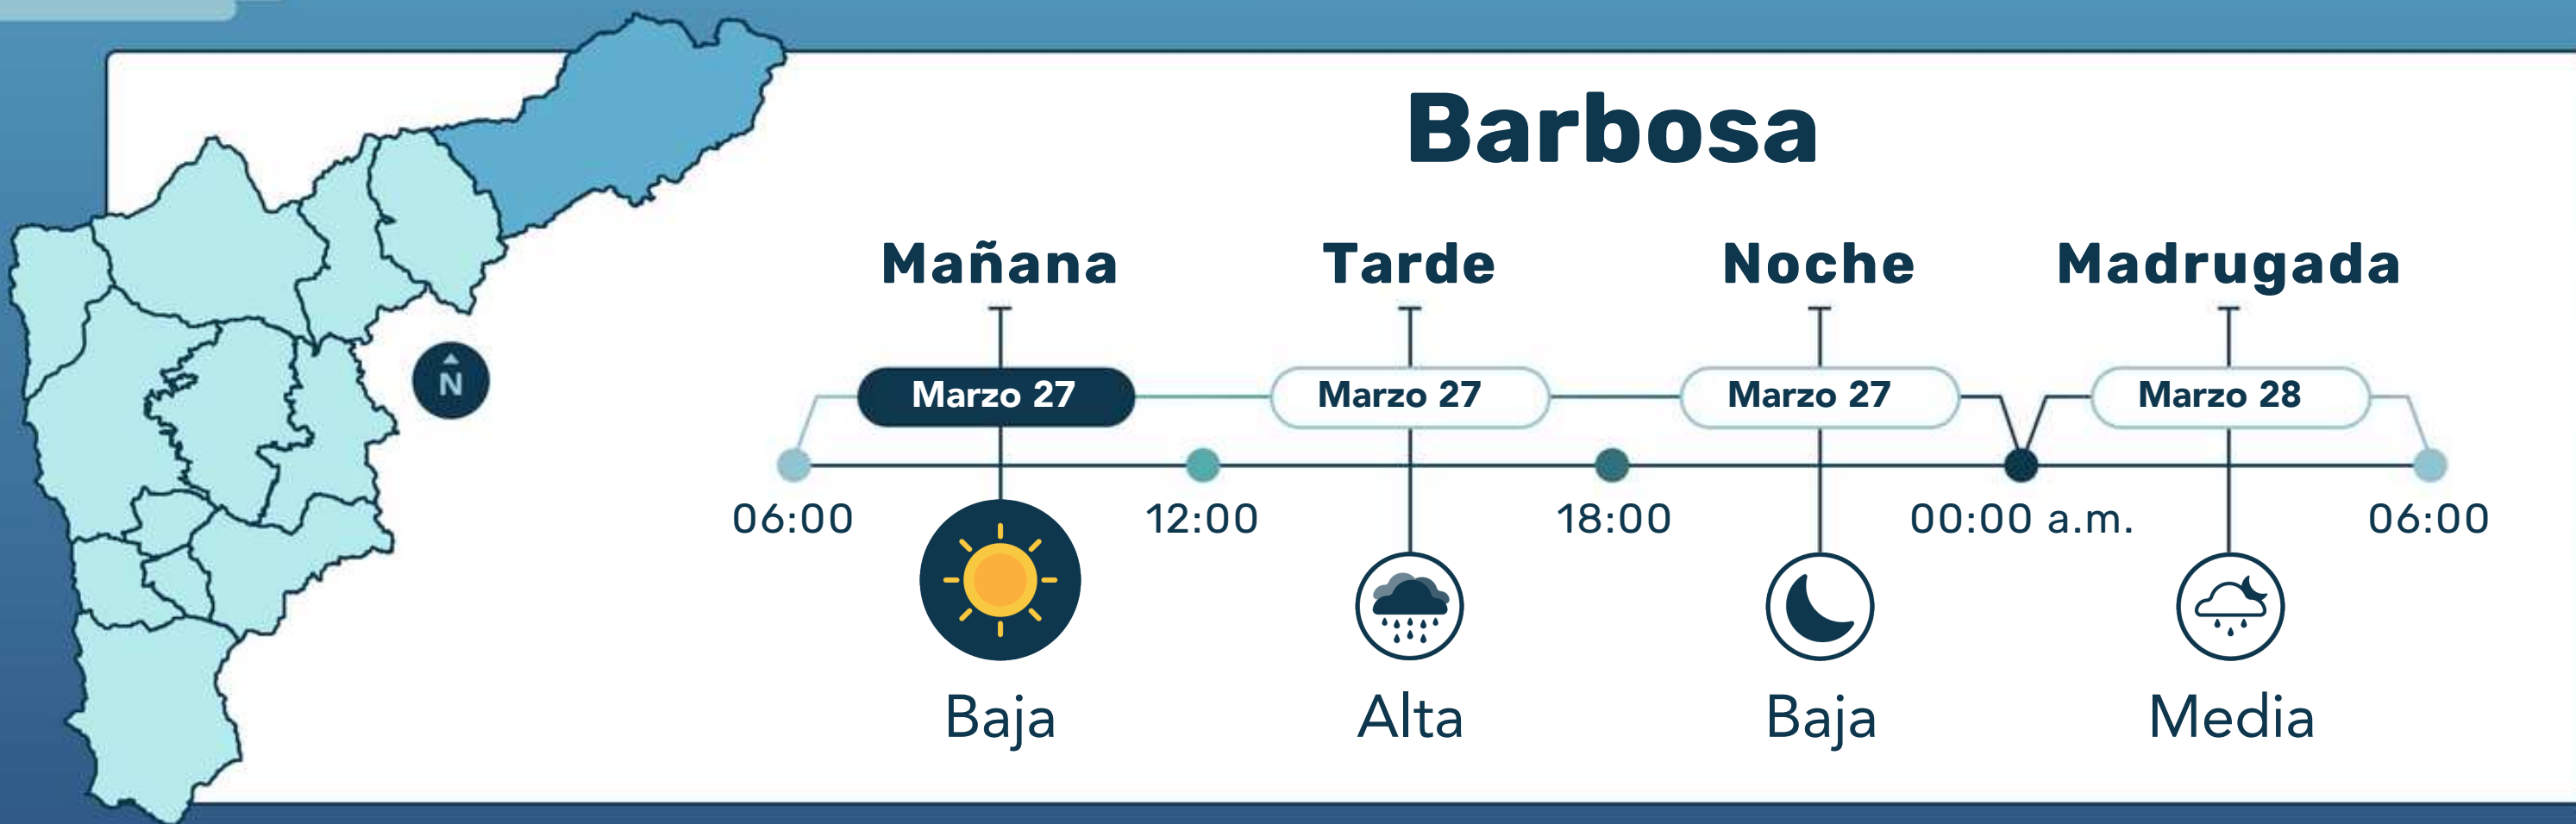 Barbosa
Mañana Tarde Noche Madrugada
N
Marzo 27 Marzo 27 Marzo 27 Marzo 28
06:00 12:00 18:00 00:00 a.m. 06:00
Baja Alta Baja Media